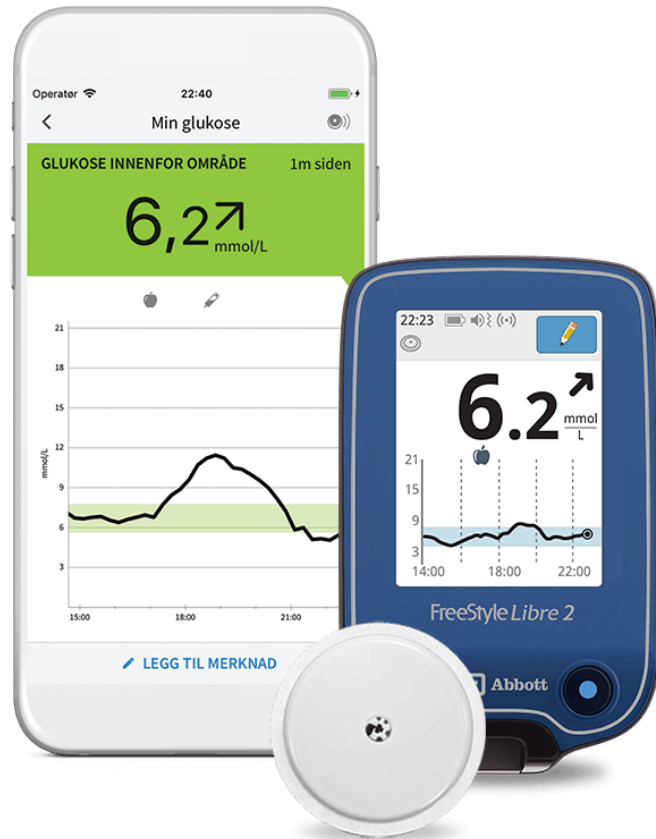 Operatør 22:40
Min glukose
GLUKOSE INNENFOR OMRÅDE 1m siden
6,2
mmol/L
21
18
15
12
9
6
3
mmol/L
15:00 18:00 21:00
LEGG TIL MERKNAD
22:23
6.2 mmol
L
21
15
9
3
14:00 18:00 22:00
FreeStyle Libre 2
Abbott